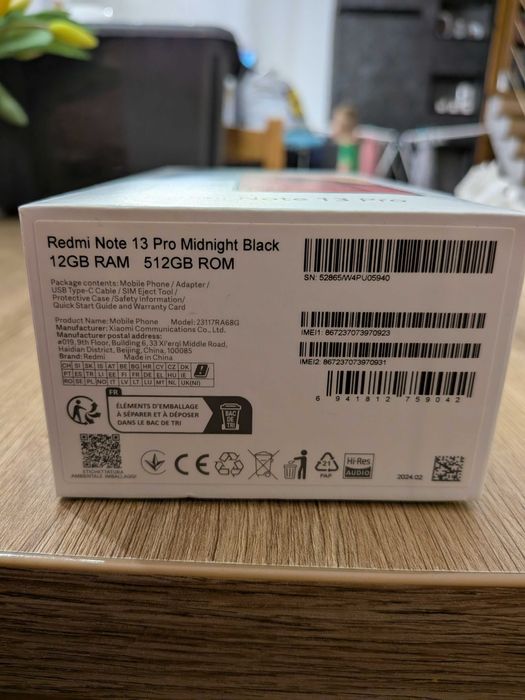 Note 13 Pro
Redmi Note 13 Pro Midnight Black
12GB RAM 512GB ROM
Package contents: Mobile Phone / Adapter /
USB Type-C Cable / SIM Eject Tool /
Protective Case /Safety Information/
Quick Start Guide and Warranty Card
Product Name: Mobile Phone Model: 23117RA68G
Manufacturer: Xiaomi Communications Co., Ltd.
Manufacturer postal address:
#019, 9th Floor, Building 6, 33 Xi'erqi Middle Road,
Haidian District, Beijing, China, 100085
Brand: Redmi Made in China
CH SI SK IS AT BE BG HR CY CZ DK
PT ES TR LI EE FI FR DE EL HU IE
RO SE PL NO IT LV LT LU MT NL UK(NI)
SN: 52865/W4PU05940
IMEI1: 867237073970923
IMEI2: 867237073970931
6 941812 759042
FR
ÉLÉMENTS D'EMBALLAGE
À SÉPARER ET À DÉPOSER
DANS LE BAC DE TRI
BAC
DE
TRI
ETICHETTATURA
AMBIENTALE IMBALLAGGI
CE
21
PAP
Hi-Res
AUDIO
2024.02